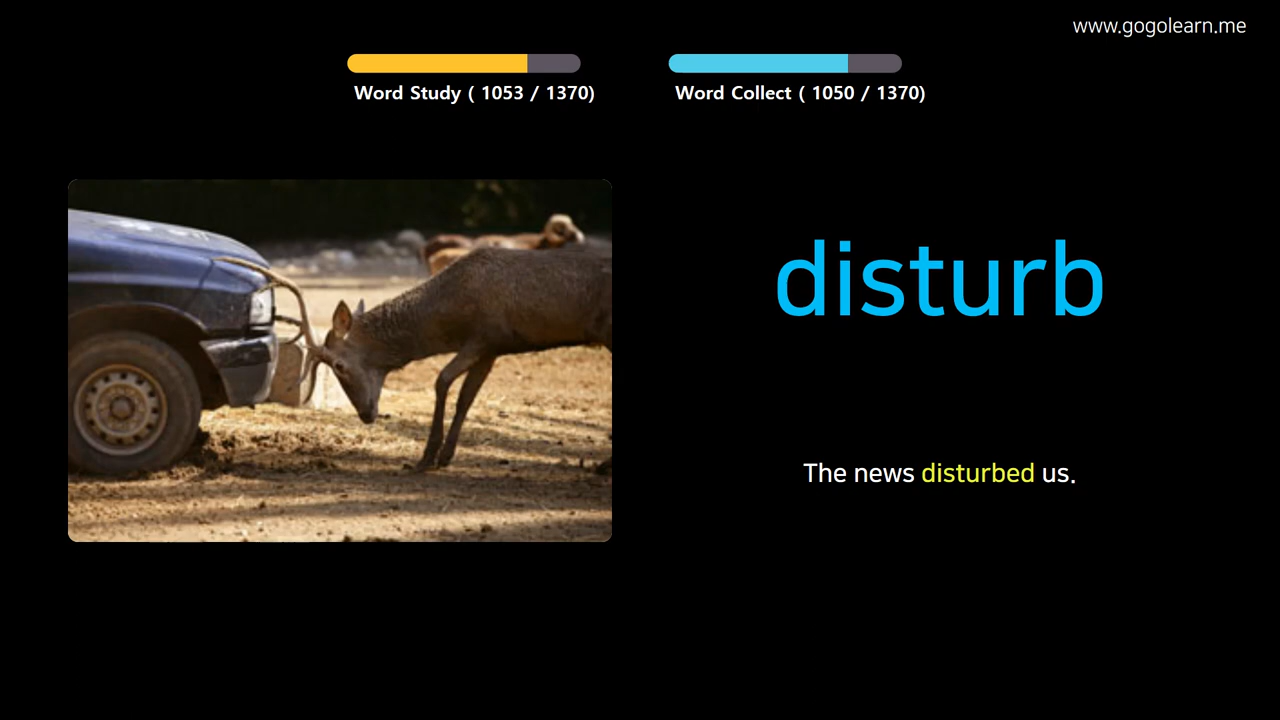 www.gogolearn.me
Word Study ( 1053 / 1370)
Word Collect ( 1050 / 1370)
disturb
The news disturbed us.